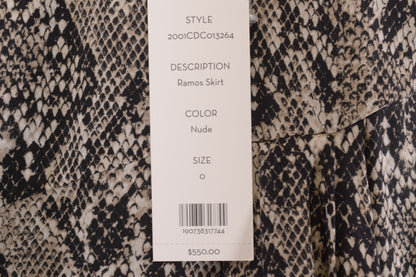 STYLE
2001CDC013264
DESCRIPTION
Ramos Skirt
COLOR
Nude
SIZE
0
190738317744
$550.00